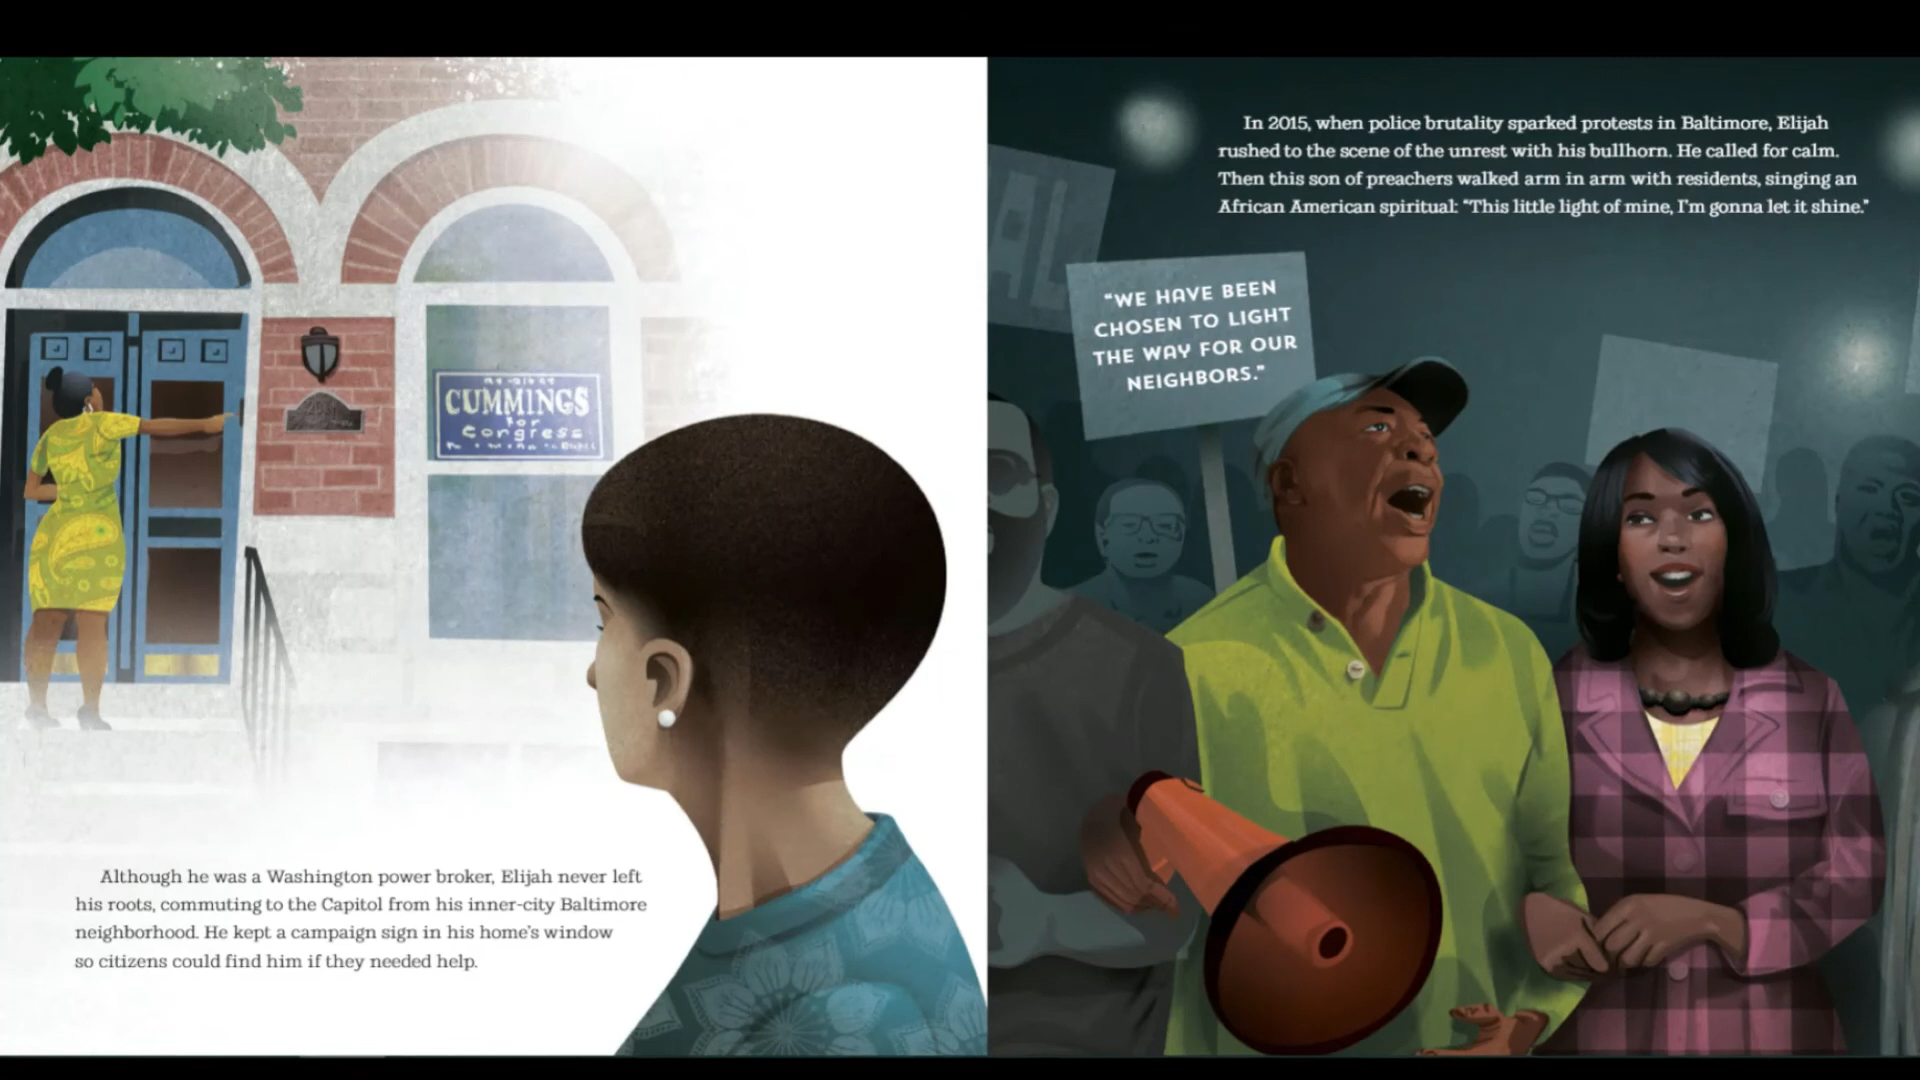 CUMMINGS
for
Congress
Although he was a Washington power broker, Elijah never left
his roots, commuting to the Capitol from his inner-city Baltimore
neighborhood. He kept a campaign sign in his home's window
so citizens could find him if they needed help.
In 2015, when police brutality sparked protests in Baltimore, Elijah
rushed to the scene of the unrest with his bullhorn. He called for calm.
Then this son of preachers walked arm in arm with residents, singing an
African American spiritual: “This little light of mine, I'm gonna let it shine.”
“WE HAVE BEEN
CHOSEN TO LIGHT
THE WAY FOR OUR
NEIGHBORS.”